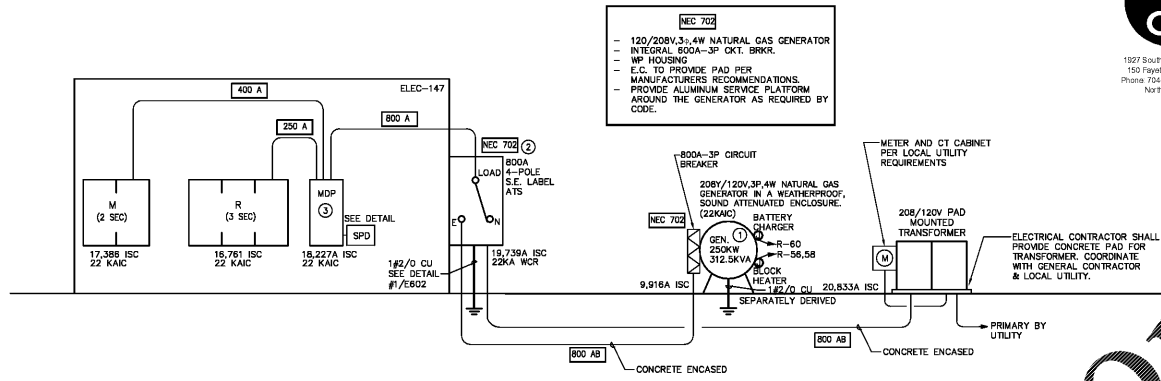 NEC 702
- 120/208V,3⌀,4W NATURAL GAS GENERATOR
- INTEGRAL 600A-3P CKT. BRKR.
- WP HOUSING
- E.C. TO PROVIDE PAD PER
MANUFACTURERS RECOMMENDATIONS.
- PROVIDE ALUMINUM SERVICE PLATFORM
AROUND THE GENERATOR AS REQUIRED BY
CODE.
1927 South
150 Fayet
Phone: 704
North
ELEC-147
400 A
250 A
800 A
M
(2 SEC)
17,386 ISC
22 KAIC
R
(3 SEC)
16,761 ISC
22 KAIC
MDP
3
18,227A ISC
22 KAIC
SEE DETAIL
SPD
NEC 702
2
800A
4-POLE
S.E. LABEL
ATS
LOAD
E
N
19,739A ISC
22KA WCR
1#2/0 CU
SEE DETAIL
#1/E602
800A-3P CIRCUIT
BREAKER
208Y/120V,3P,4W NATURAL GAS
GENERATOR IN A WEATHERPROOF,
SOUND ATTENUATED ENCLOSURE.
(22KAIC)
NEC 702
GEN.
1
250KW
312.5KVA
BATTERY
CHARGER
R-60
R-56,58
BLOCK
HEATER
1#2/0 CU
SEPARATELY DERIVED
9,916A ISC
METER AND CT CABINET
PER LOCAL UTILITY
REQUIREMENTS
208/120V PAD
MOUNTED
TRANSFORMER
M
20,833A ISC
ELECTRICAL CONTRACTOR SHALL
PROVIDE CONCRETE PAD FOR
TRANSFORMER. COORDINATE
WITH GENERAL CONTRACTOR
& LOCAL UTILITY.
PRIMARY BY
UTILITY
800 AB
CONCRETE ENCASED
800 AB
CONCRETE ENCASED